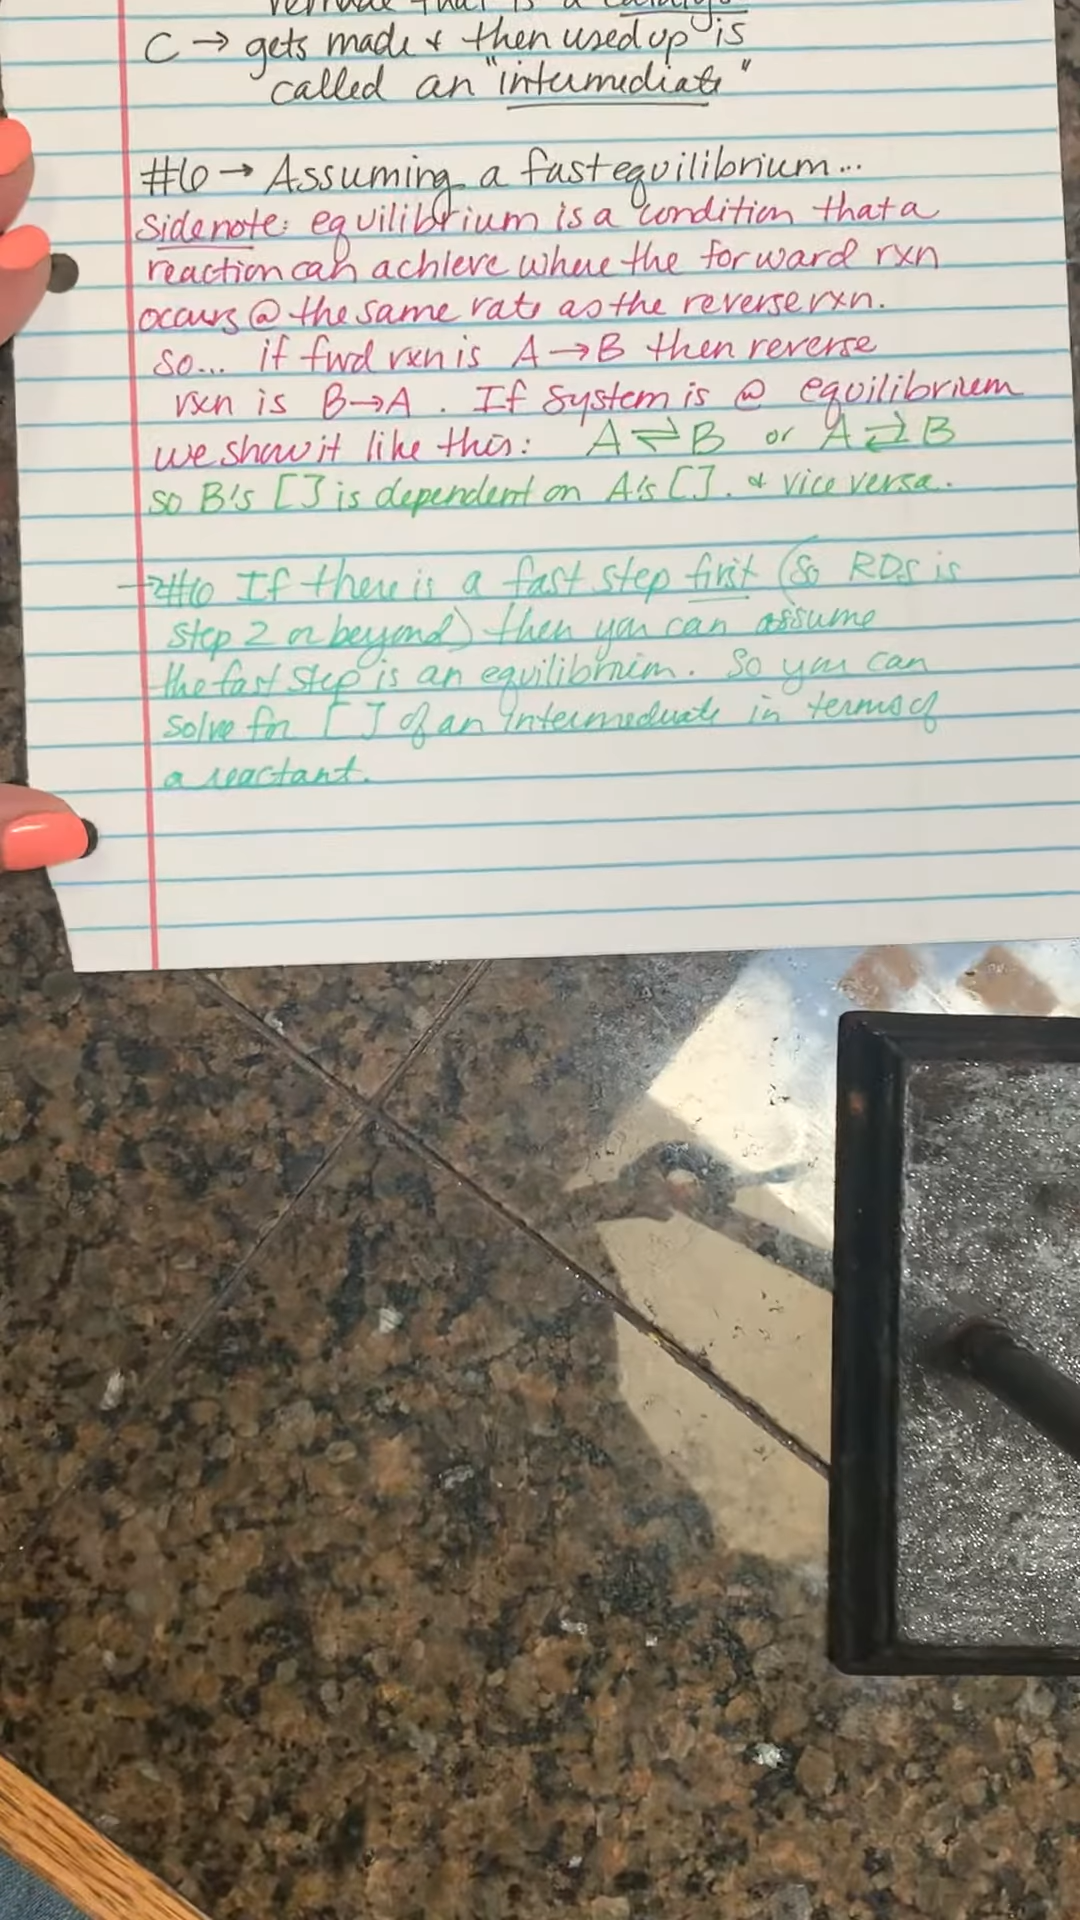 that is a
C → gets made & then used up is
called an "intermediate"
#6 → Assuming a fast equilibrium...
Side note: equilibrium is a condition that a
reaction can achieve where the forward rxn
occurs @ the same rate as the reverse rxn.
So... if fwd rxn is A → B then reverse
rxn is B → A . If system is @ equilibrium
we show it like this: A ⇌ B or A ⇄ B
so B's [ ] is dependent on A's [ ]. & vice versa.
→ #6 If there is a fast step first (So RDS is
step 2 or beyond) then you can assume
the fast step is an equilibrium. So you can
solve for [ ] of an intermediate in terms of
a reactant.